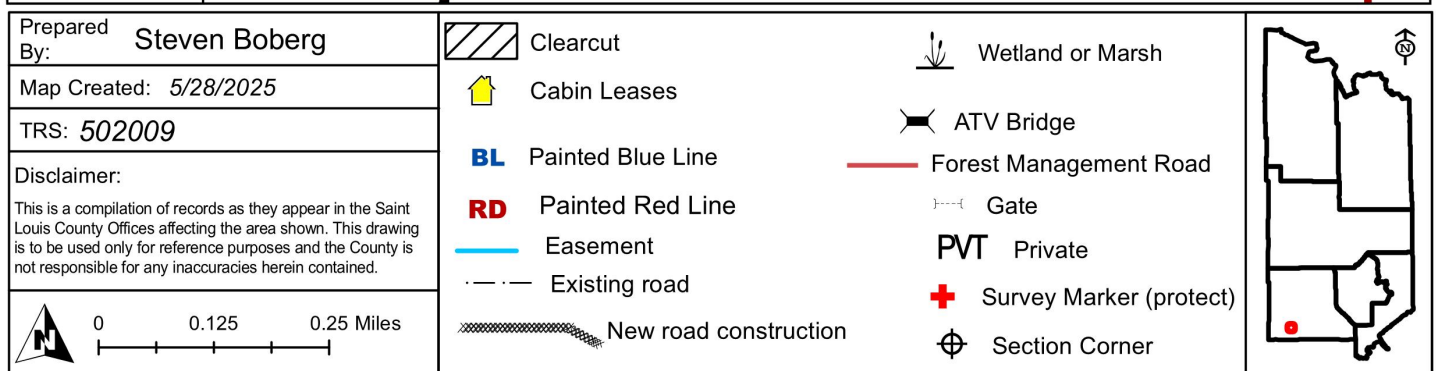 Prepared
By: Steven Boberg
Map Created: 5/28/2025
TRS: 502009
Disclaimer:
This is a compilation of records as they appear in the Saint
Louis County Offices affecting the area shown. This drawing
is to be used only for reference purposes and the County is
not responsible for any inaccuracies herein contained.
N
0 0.125 0.25 Miles
Clearcut
Cabin Leases
BL Painted Blue Line
RD Painted Red Line
Easement
Existing road
New road construction
Wetland or Marsh
ATV Bridge
Forest Management Road
Gate
PVT Private
Survey Marker (protect)
Section Corner
N